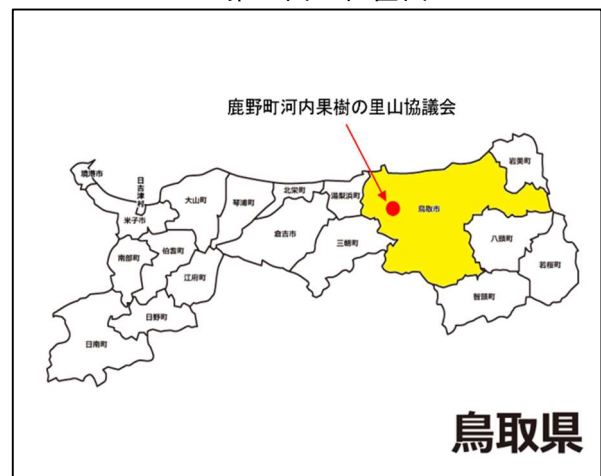 鹿野町河内果樹の里山協議会
岩美町
境港市
日吉津村
米子市
大山町
琴浦町
北栄町
湯梨浜町
鳥取市
南部町
伯耆町
江府町
倉吉市
三朝町
八頭町
若桜町
智頭町
日野町
日南町
鳥取県